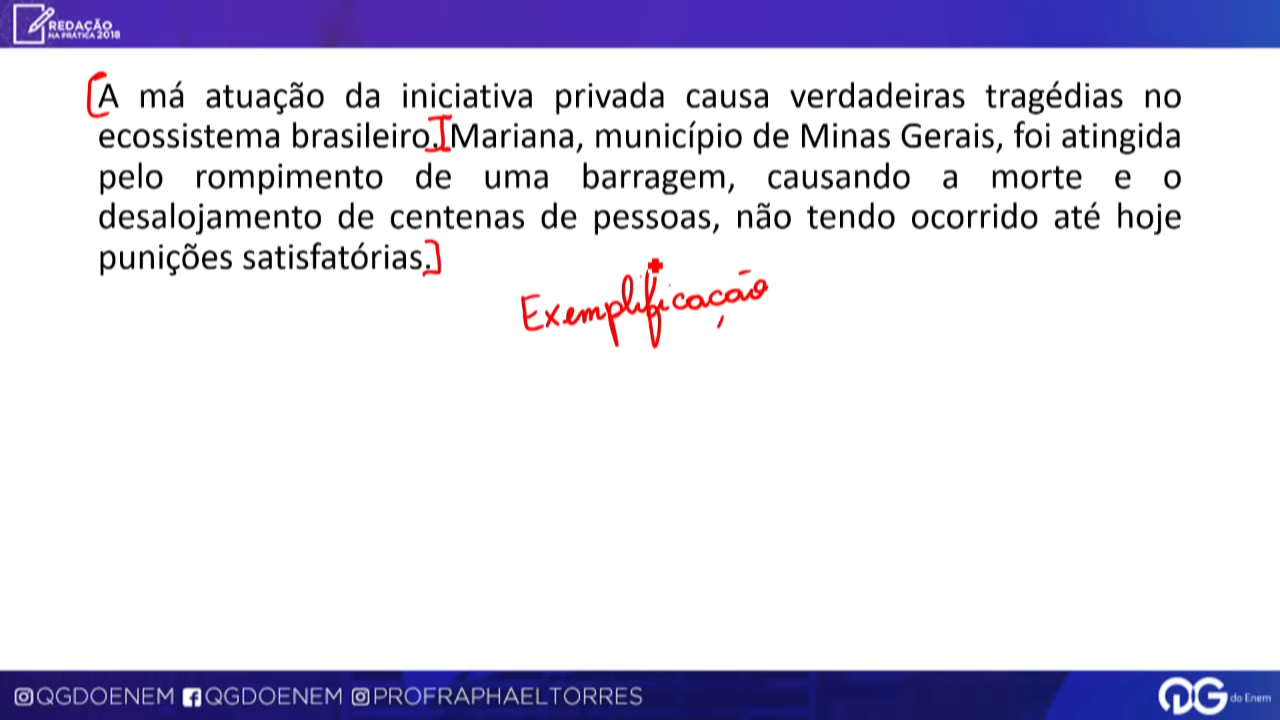 REDAÇÃO
NA PRÁTICA 2018
A má atuação da iniciativa privada causa verdadeiras tragédias no
ecossistema brasileiro. Mariana, município de Minas Gerais, foi atingida
pelo rompimento de uma barragem, causando a morte e o
desalojamento de centenas de pessoas, não tendo ocorrido até hoje
punições satisfatórias.
Exemplificação
@QGDOENEM QGDOENEM @PROFRAPHAELTORRES
QG do Enem